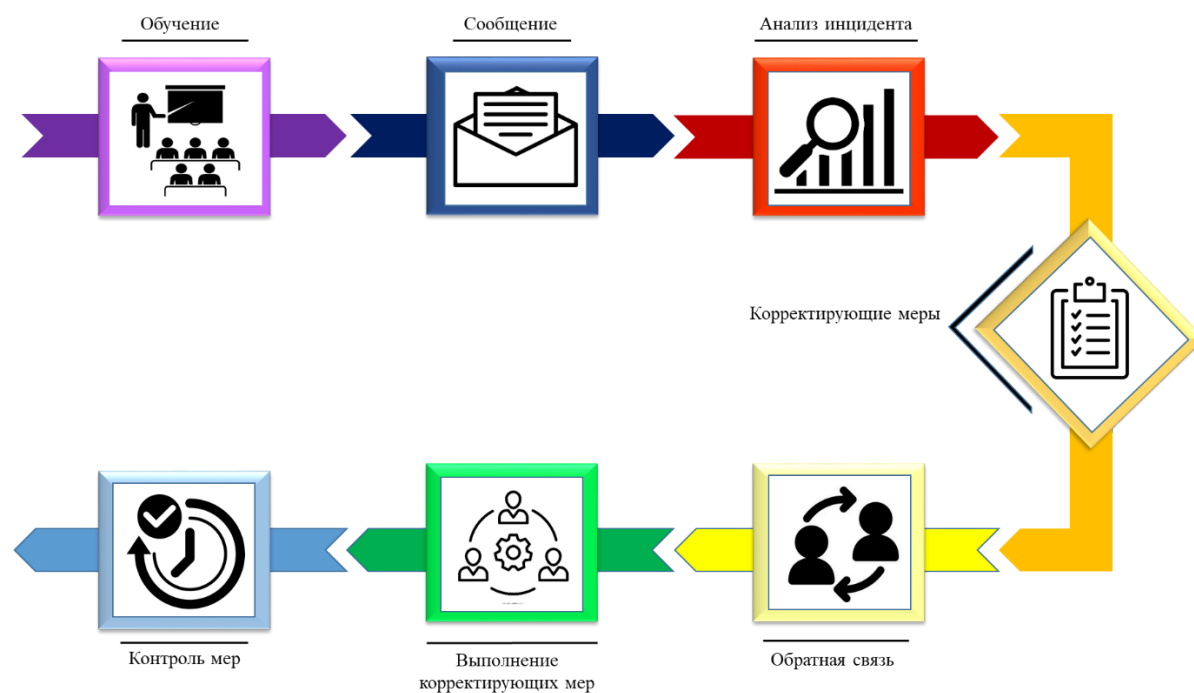 Обучение
Сообщение
Анализ инцидента
Корректирующие меры
Контроль мер
Выполнение
корректирующих мер
Обратная связь